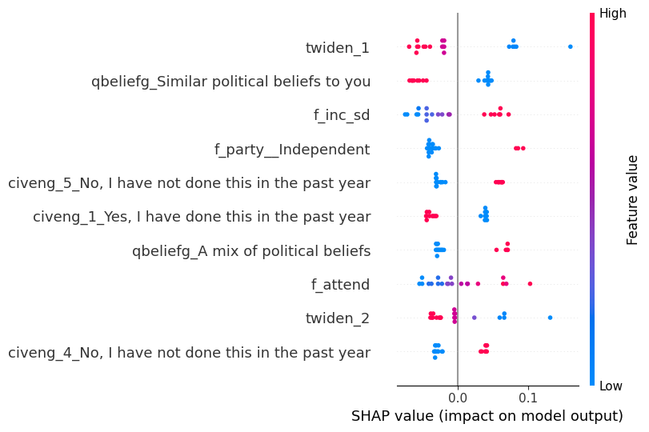 High
twiden_1
qbeliefg_Similar political beliefs to you
f_inc_sd
f_party__Independent
civeng_5_No, I have not done this in the past year
civeng_1_Yes, I have done this in the past year
qbeliefg_A mix of political beliefs
f_attend
twiden_2
civeng_4_No, I have not done this in the past year
Feature value
Low
0.0 0.1
SHAP value (impact on model output)